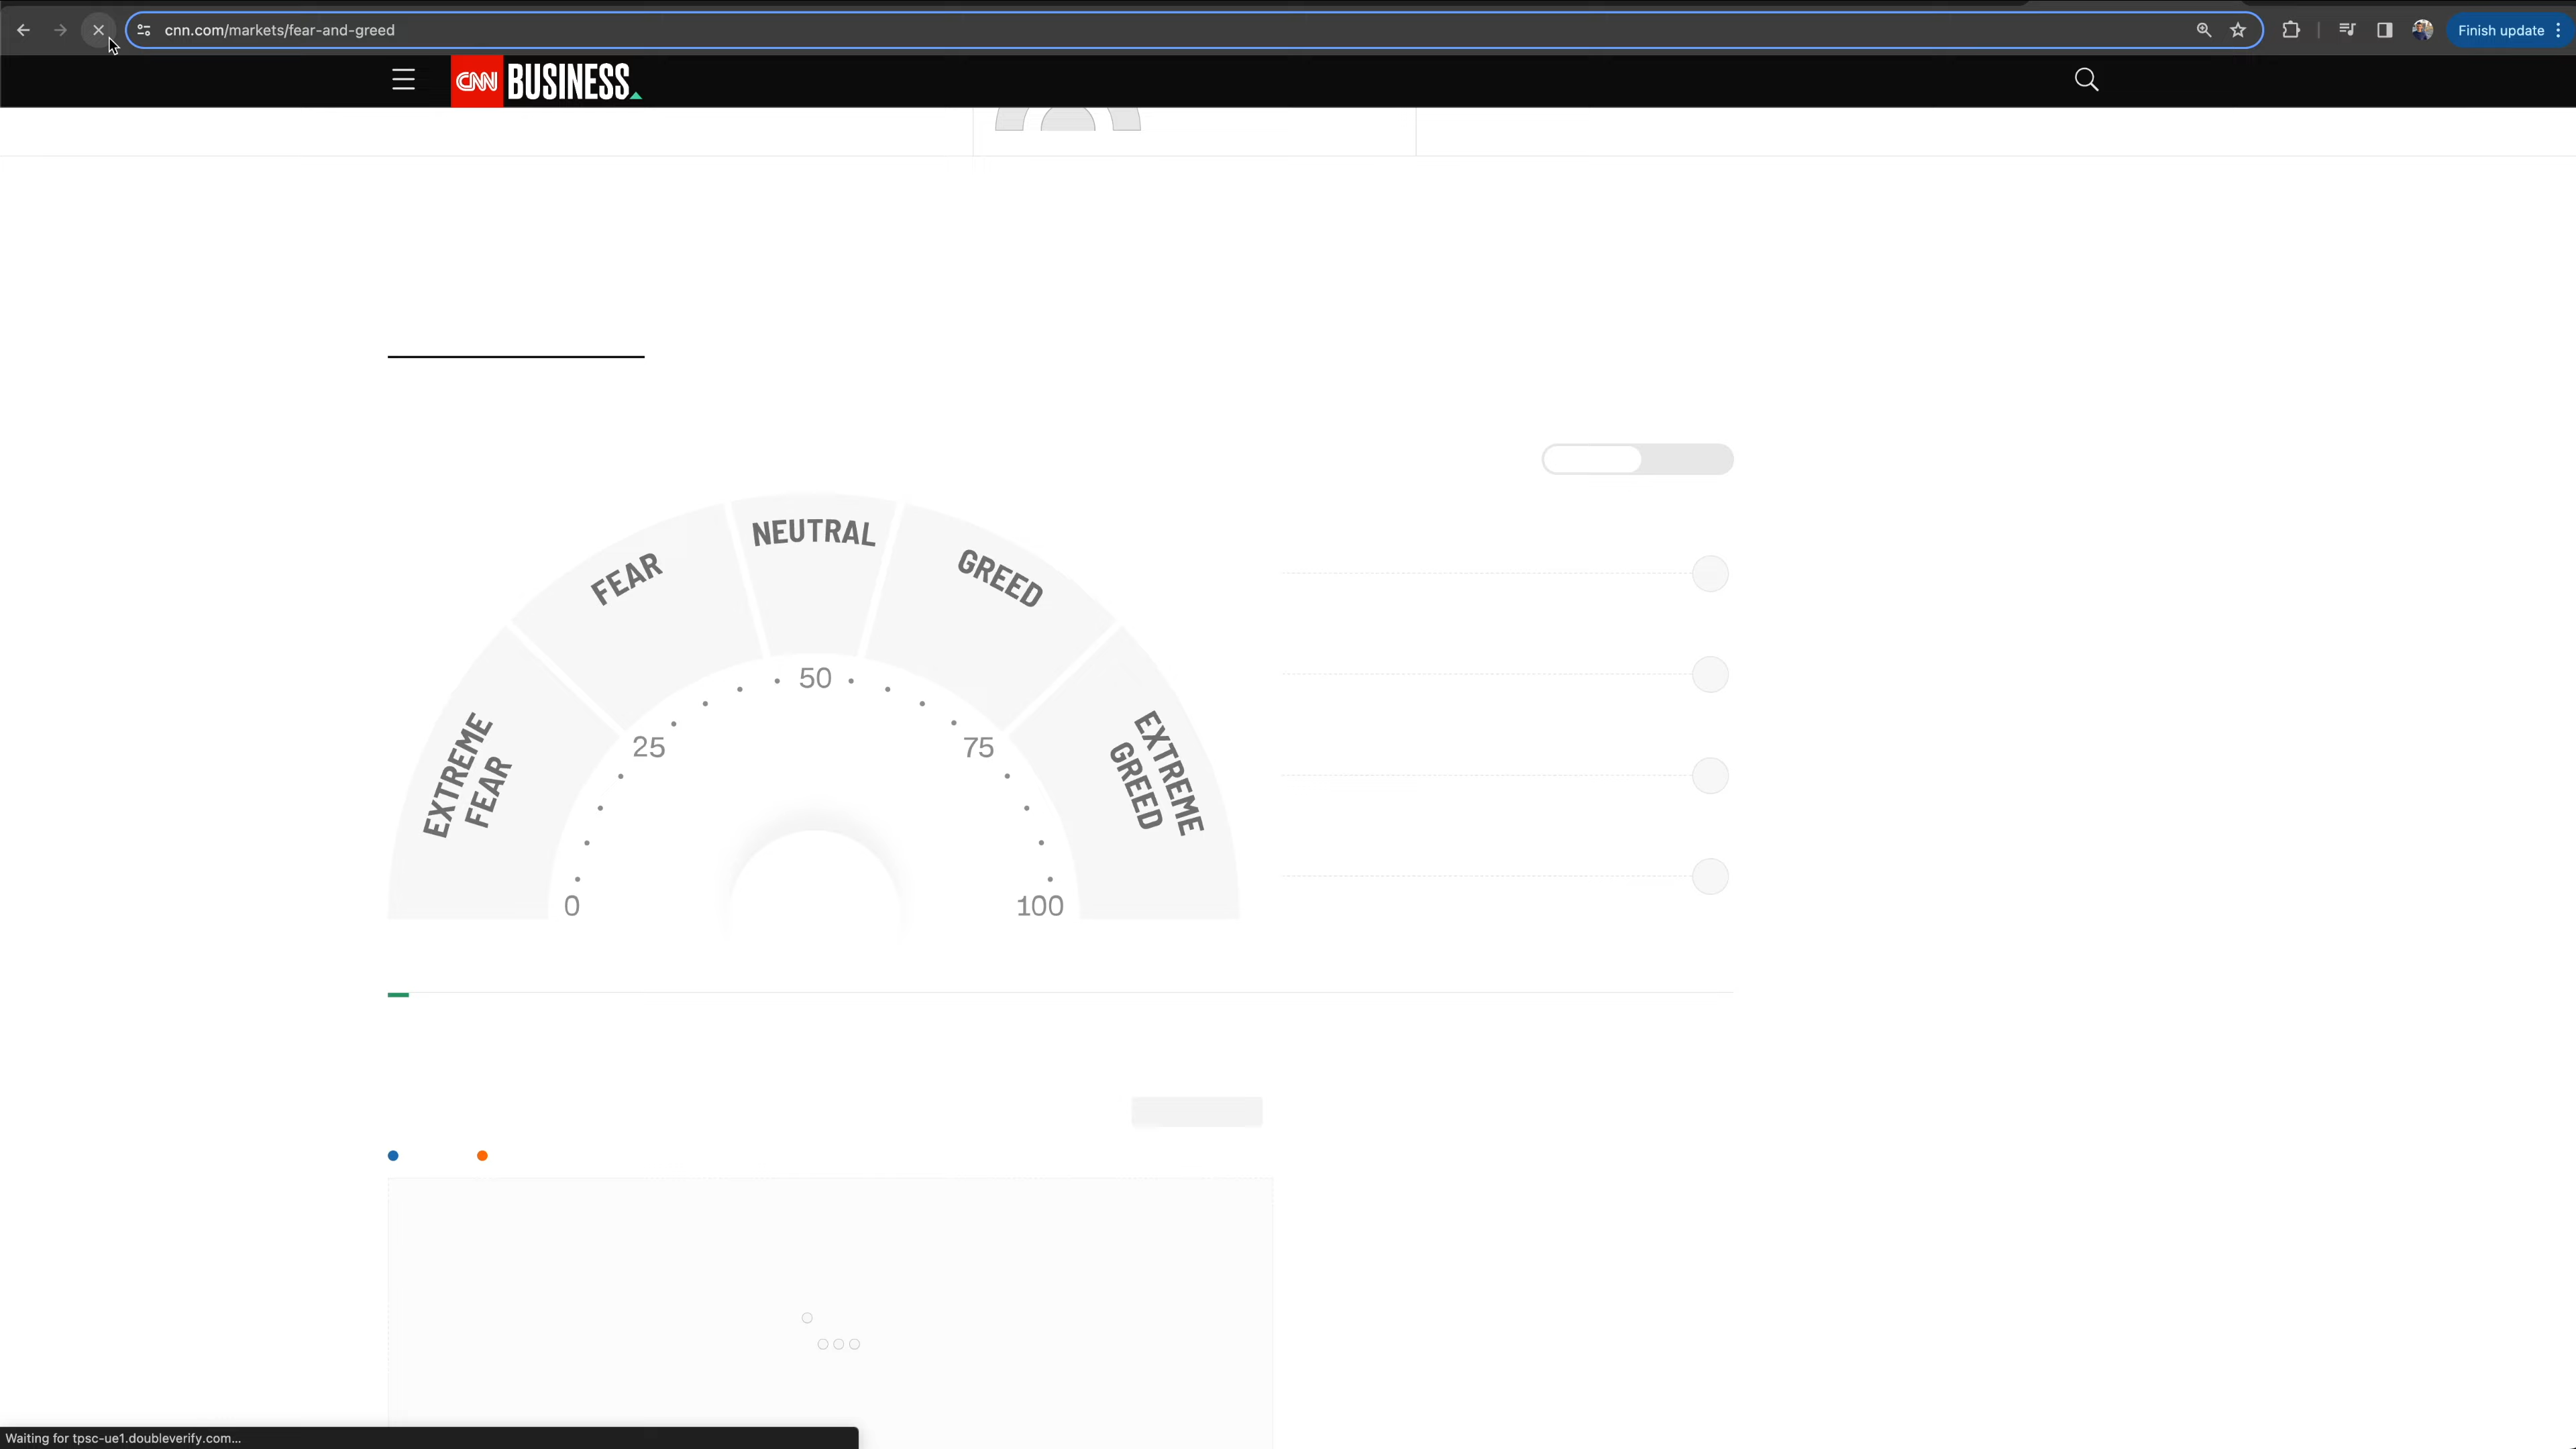 cnn.com/markets/fear-and-greed
Finish update
CNN BUSINESS
NEUTRAL
FEAR
GREED
EXTREME
FEAR
EXTREME
GREED
50
25
75
0
100
Waiting for tpsc-ue1.doubleverify.com...